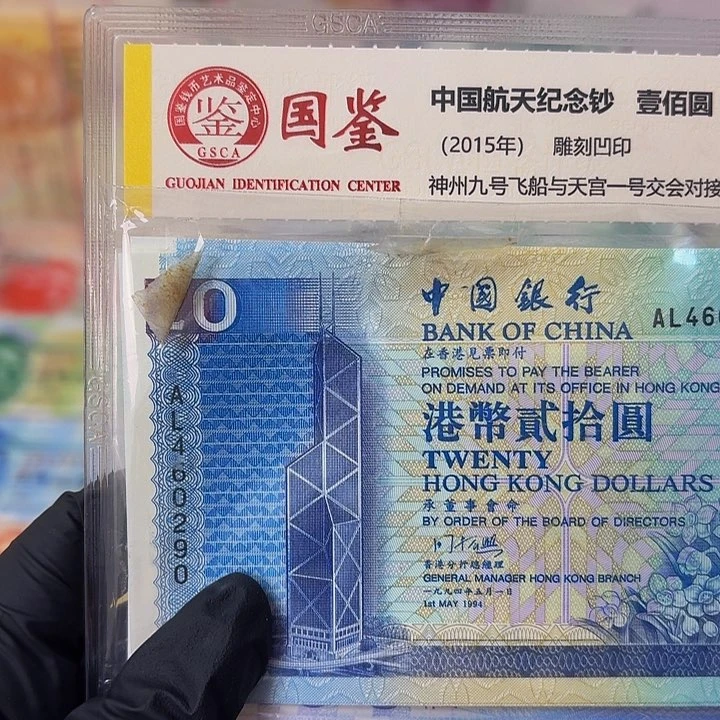 GSCA
国鉴钱币艺术品鉴定中心
鉴
GSCA
国鉴
GUOJIAN IDENTIFICATION CENTER
中国航天纪念钞 壹佰圆
(2015年) 雕刻凹印
神州九号飞船与天宫一号交会对接
20
中國銀行
BANK OF CHINA
AL460
在香港見票即付
PROMISES TO PAY THE BEARER
ON DEMAND AT ITS OFFICE IN HONG KONG
港幣貳拾圓
TWENTY
HONG KONG DOLLARS
承董事會命
BY ORDER OF THE BOARD OF DIRECTORS
香港分行總經理
GENERAL MANAGER HONG KONG BRANCH
一九九四年五月一日
1st MAY 1994
AL460290
GSCA